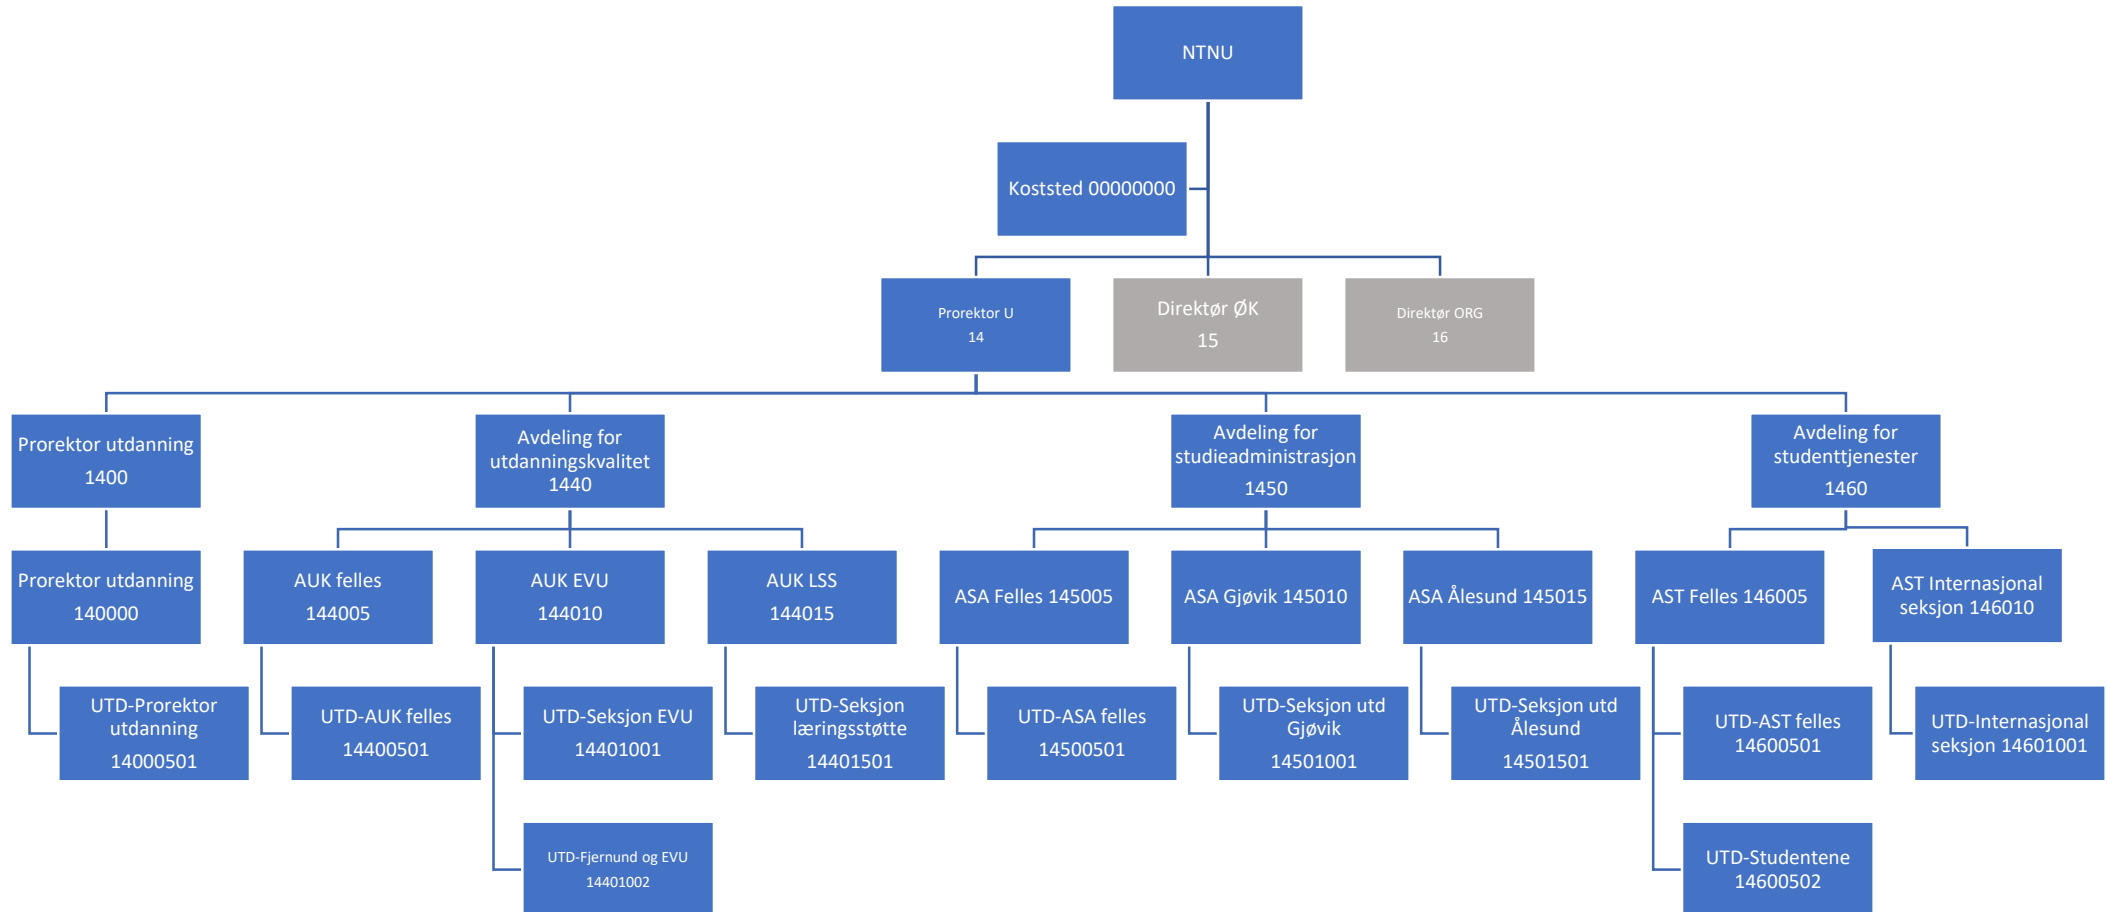 NTNU
Koststed 00000000
Prorektor U
14
Direktør ØK
15
Direktør ORG
16
Prorektor utdanning
1400
Avdeling for
utdanningskvalitet
1440
Avdeling for
studieadministrasjon
1450
Avdeling for
studenttjenester
1460
Prorektor utdanning
140000
AUK felles
144005
AUK EVU
144010
AUK LSS
144015
ASA Felles 145005
ASA Gjøvik 145010
ASA Ålesund 145015
AST Felles 146005
AST Internasjonal
seksjon 146010
UTD-Prorektor
utdanning
14000501
UTD-AUK felles
14400501
UTD-Seksjon EVU
14401001
UTD-Seksjon
læringsstøtte
14401501
UTD-ASA felles
14500501
UTD-Seksjon utd
Gjøvik
14501001
UTD-Seksjon utd
Ålesund
14501501
UTD-AST felles
14600501
UTD-Internasjonal
seksjon 14601001
UTD-Fjernund og EVU
14401002
UTD-Studentene
14600502